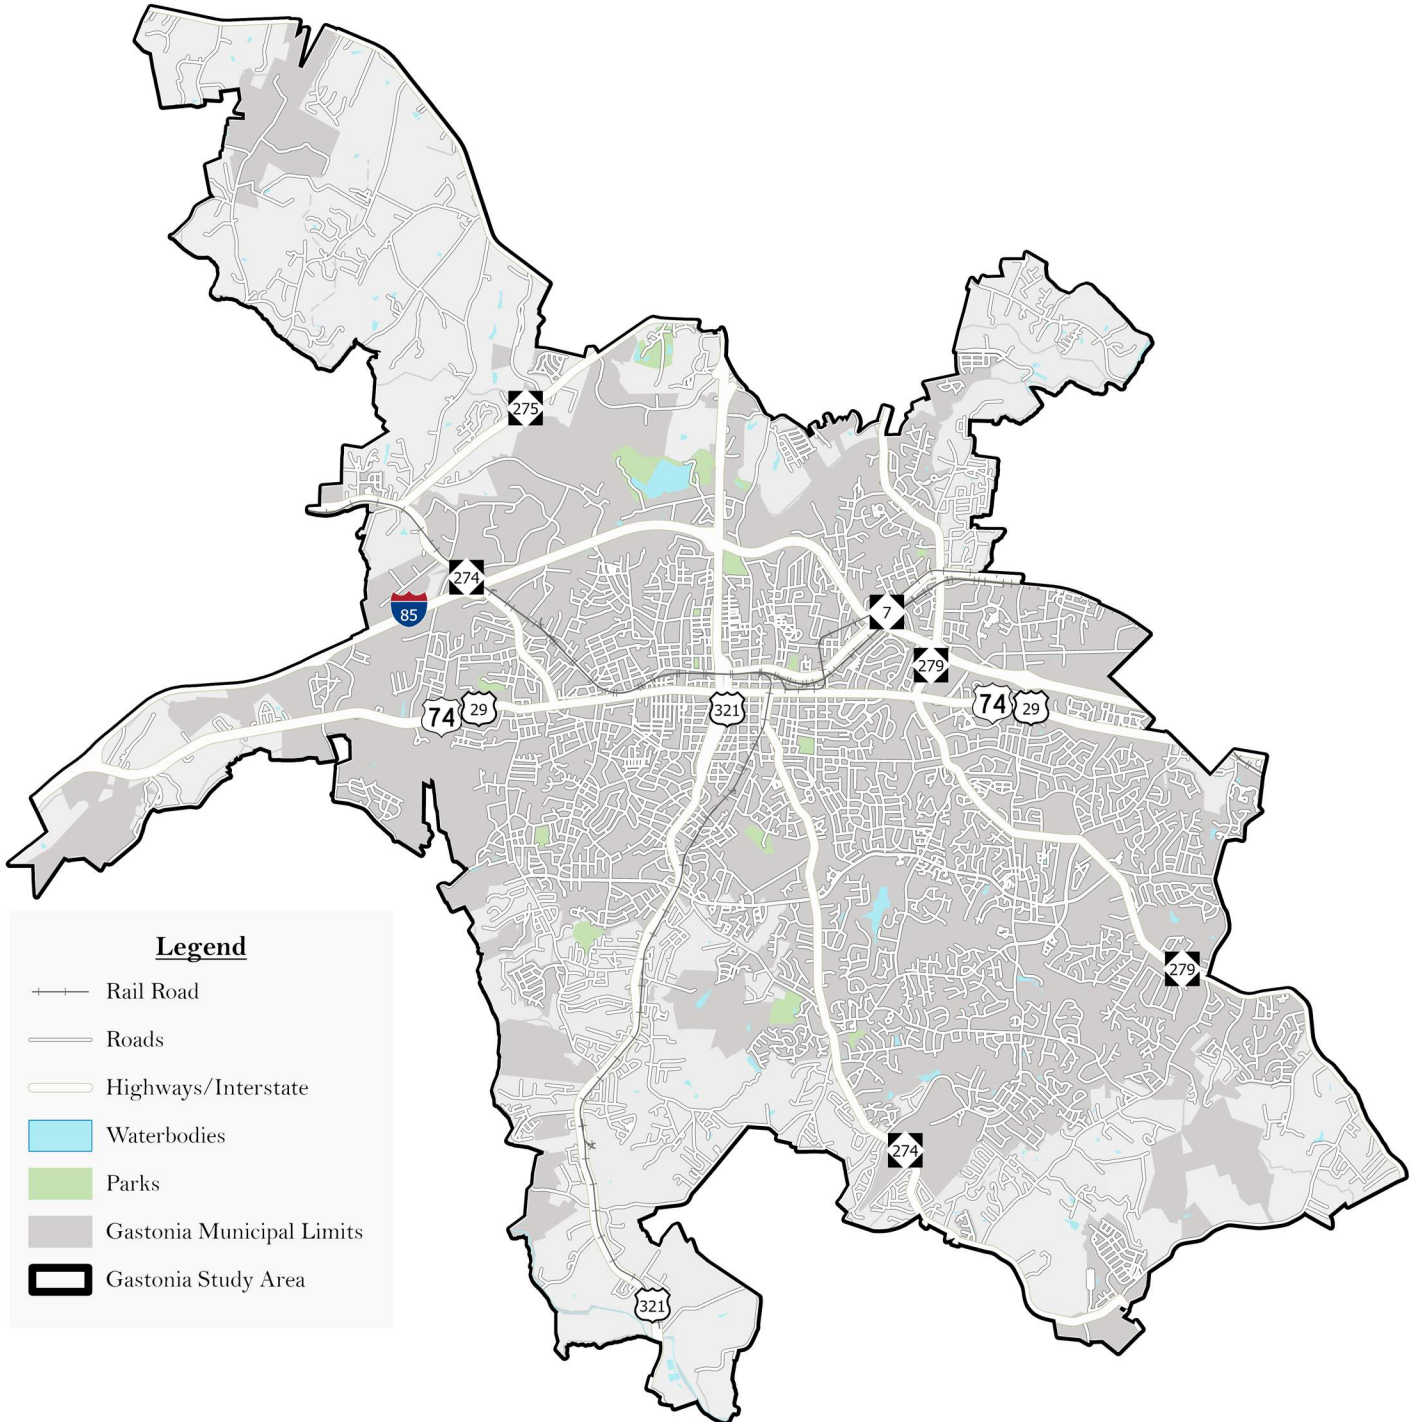 275
274
85
7
279
74
29
321
74
29
279
274
321
Legend
Rail Road
Roads
Highways/Interstate
Waterbodies
Parks
Gastonia Municipal Limits
Gastonia Study Area